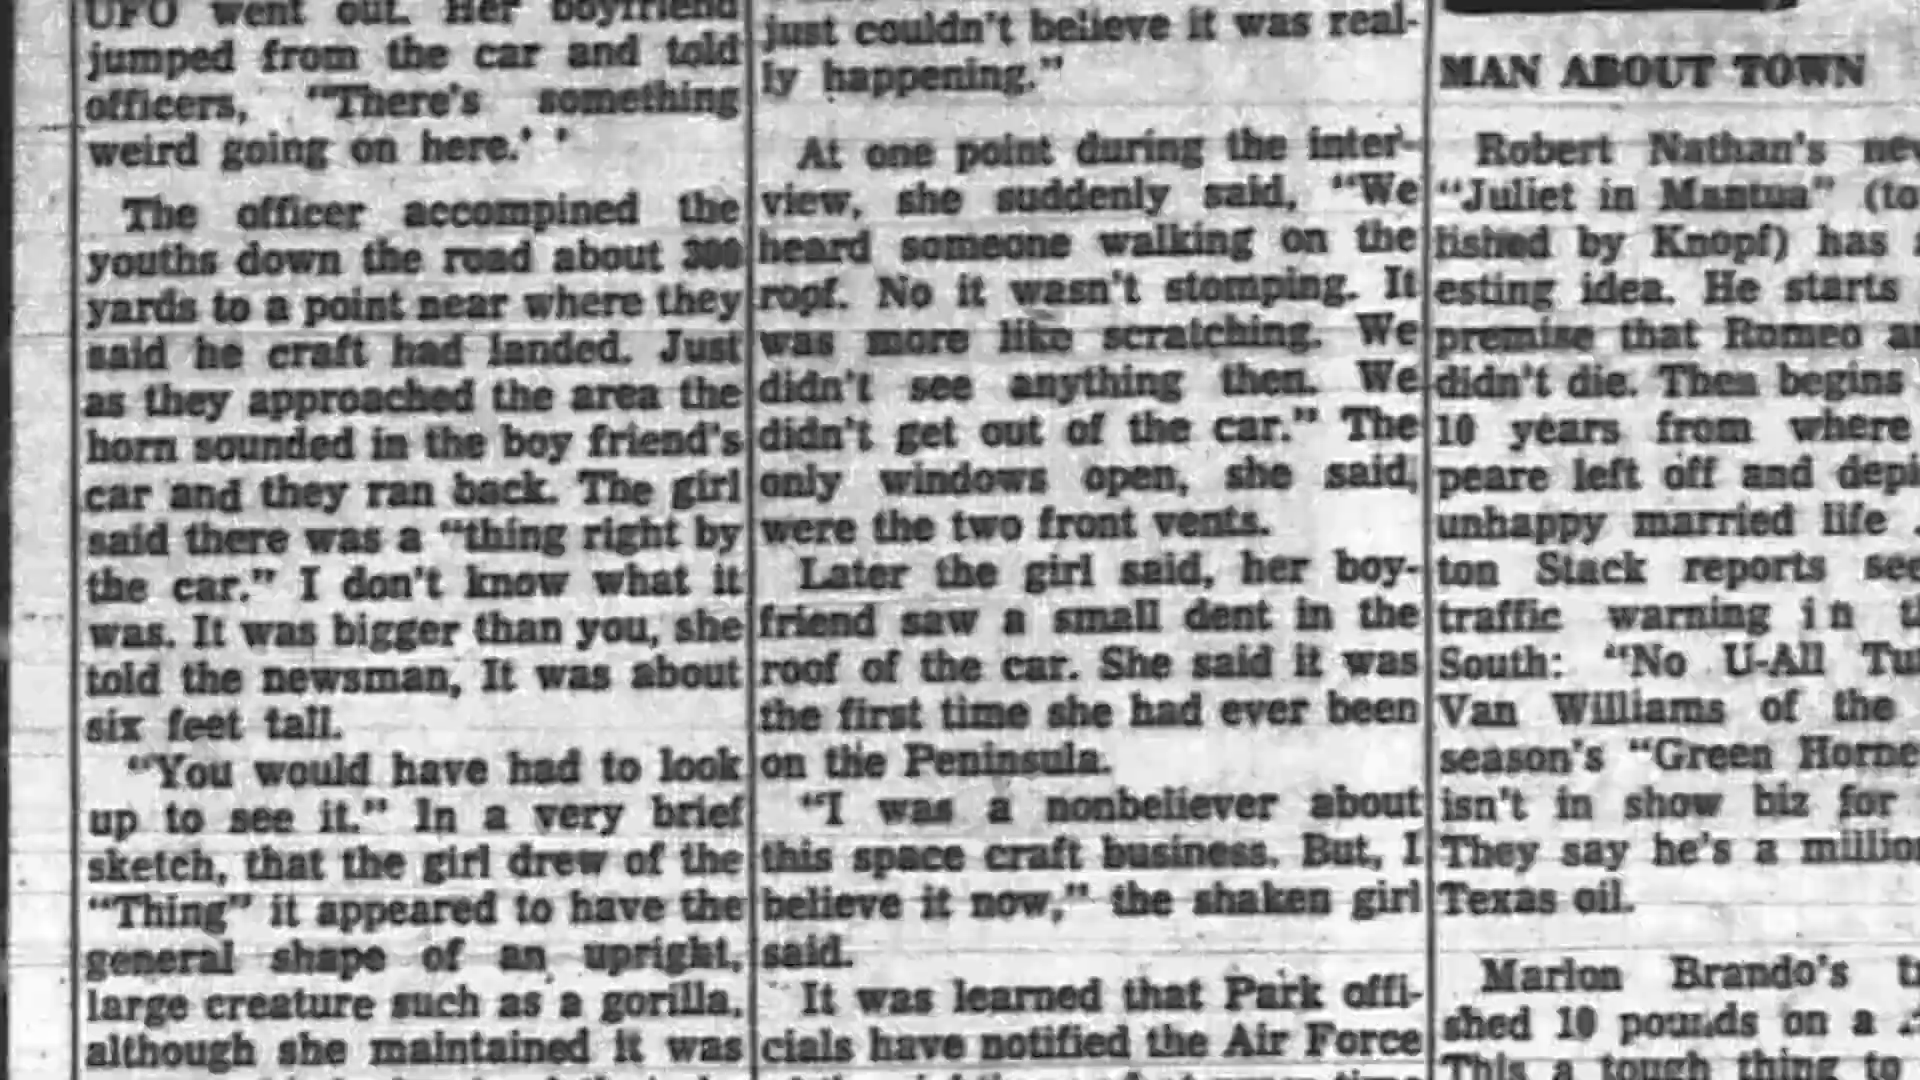 UFO went out. Her boyfriend
jumped from the car and told
officers, "There's something
weird going on here.' '
The officer accompined the
youths down the road about 300
yards to a point near where they
said he craft had landed. Just
as they approached the area the
horn sounded in the boy friend's
car and they ran back. The girl
said there was a "thing right by
the car." I don't know what it
was. It was bigger than you, she
told the newsman, It was about
six feet tall.
"You would have had to look
up to see it." In a very brief
sketch, that the girl drew of the
"Thing" it appeared to have the
general shape of an upright,
large creature such as a gorilla,
although she maintained it was
just couldn't believe it was real-
ly happening."
At one point during the inter-
view, she suddenly said, "We
heard someone walking on the
roof. No it wasn't stomping. It
was more like scratching. We
didn't see anything then. We
didn't get out of the car." The
only windows open, she said,
were the two front vents.
Later the girl said, her boy-
friend saw a small dent in the
roof of the car. She said it was
the first time she had ever been
on the Peninsula.
"I was a nonbeliever about
this space craft business. But, I
believe it now," the shaken girl
said.
It was learned that Park offi-
cials have notified the Air Force
MAN ABOUT TOWN
Robert Nathan's
"Juliet in Mantua" (to
lished by Knopf) has
esting idea. He starts
premise that Romeo
didn't die. Then begins
10 years from where
peare left off and
unhappy married life
ton Stack reports
traffic warning in
South: "No U-All
Van Williams of the
season's "Green
isn't in show biz for
They say he's a
Texas oil.
Marlon Brando's
shed 10 pounds on a
This a tough thing to